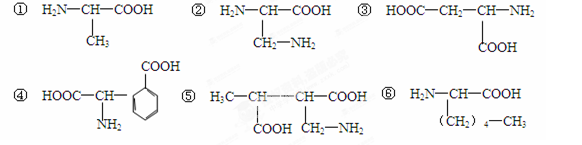 ① H₂N—CH—COOH
CH₃
② H₂N—CH—COOH
CH₂—NH₂
③ HOOC—CH₂—CH—NH₂
COOH
④ HOOC—CH—
COOH
NH₂
⑤ H₃C—CH——CH—COOH
COOH CH₂—NH₂
⑥ H₂N—CH—COOH
(CH₂)₄—CH₃